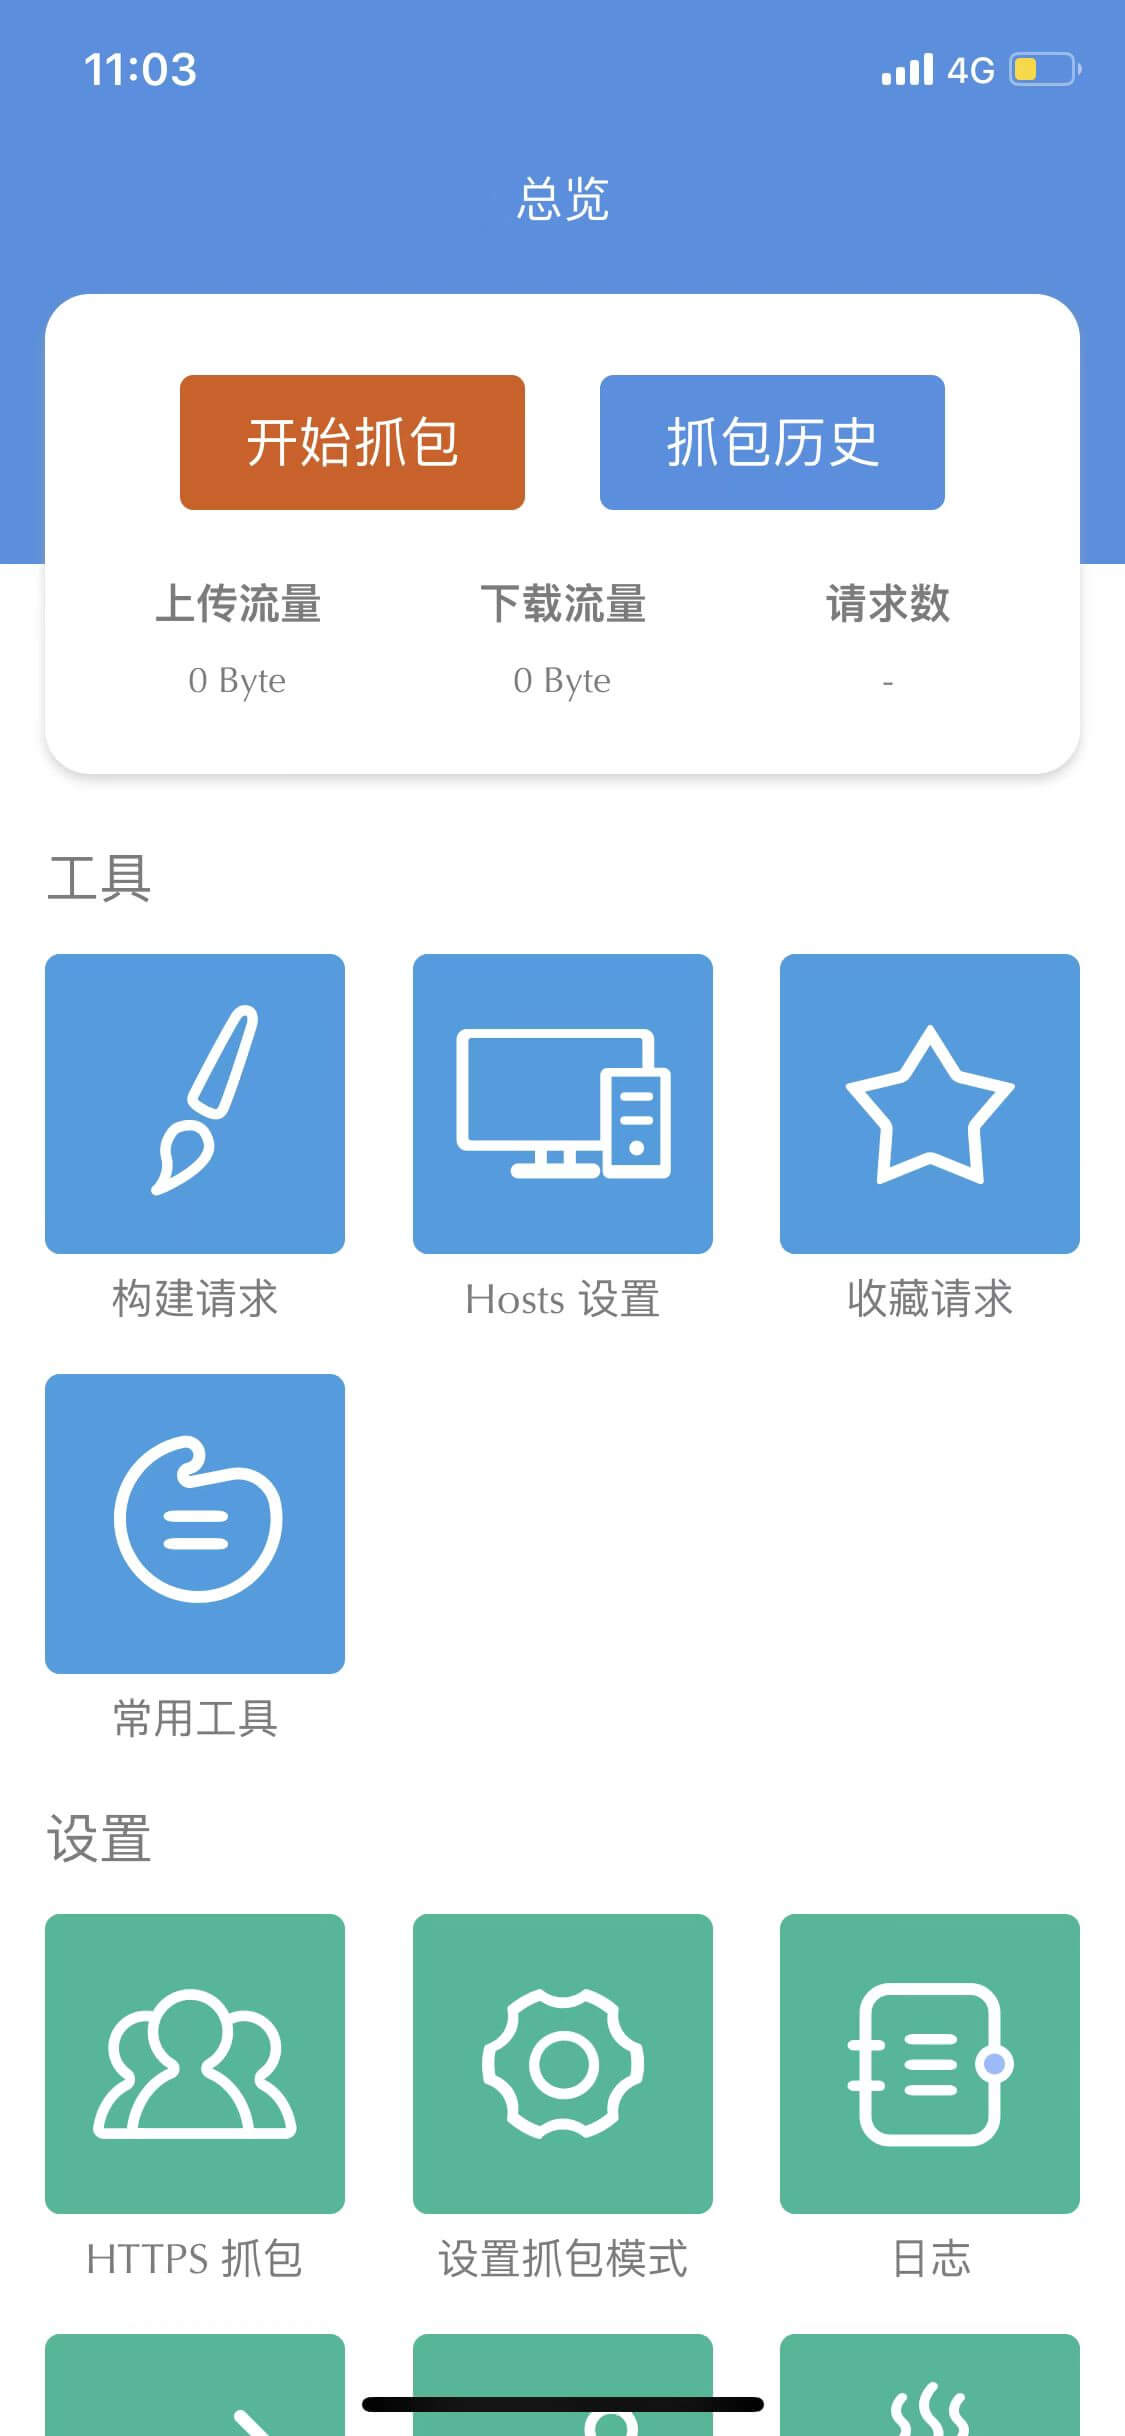 11:03
4G
总览
开始抓包
抓包历史
上传流量
下载流量
请求数
0 Byte
0 Byte
-
工具
构建请求
Hosts 设置
收藏请求
常用工具
设置
HTTPS 抓包
设置抓包模式
日志